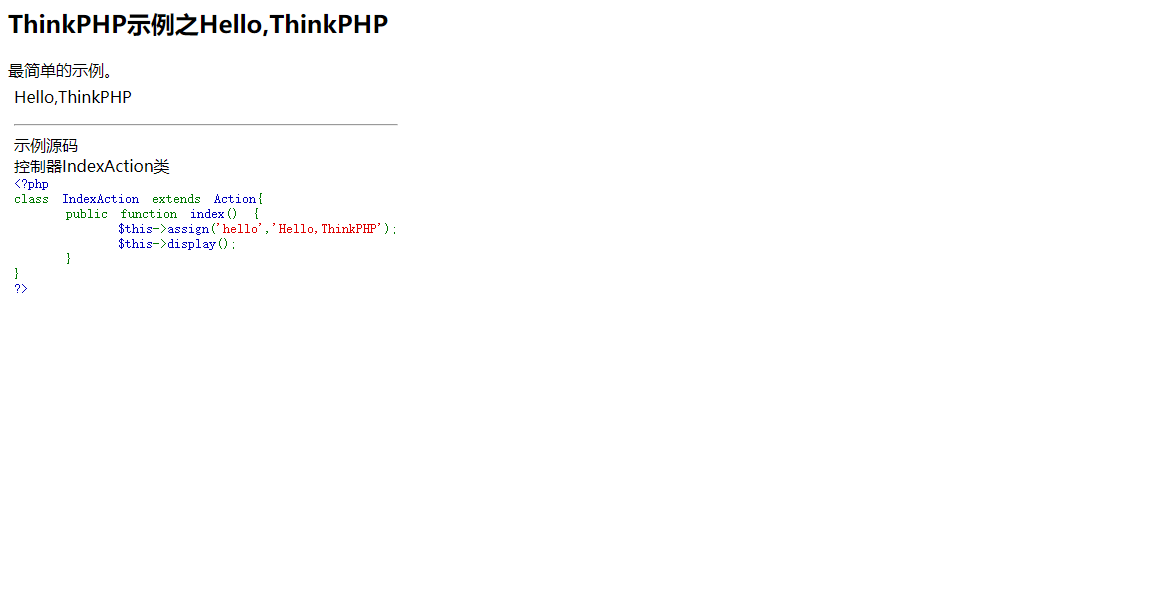 ThinkPHP示例之Hello,ThinkPHP
最简单的示例。
Hello,ThinkPHP
示例源码
控制器IndexAction类
<?php
class IndexAction extends Action{
public function index() {
$this->assign('hello','Hello,ThinkPHP');
$this->display();
}
}
?>